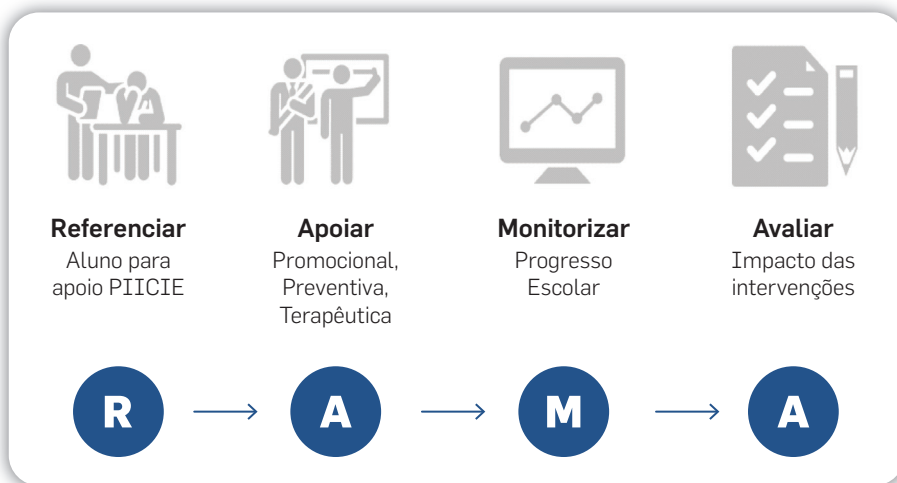 Referenciar
Aluno para
apoio PIICIE
Apoiar
Promocional,
Preventiva,
Terapêutica
Monitorizar
Progresso
Escolar
Avaliar
Impacto das
intervenções
R
A
M
A